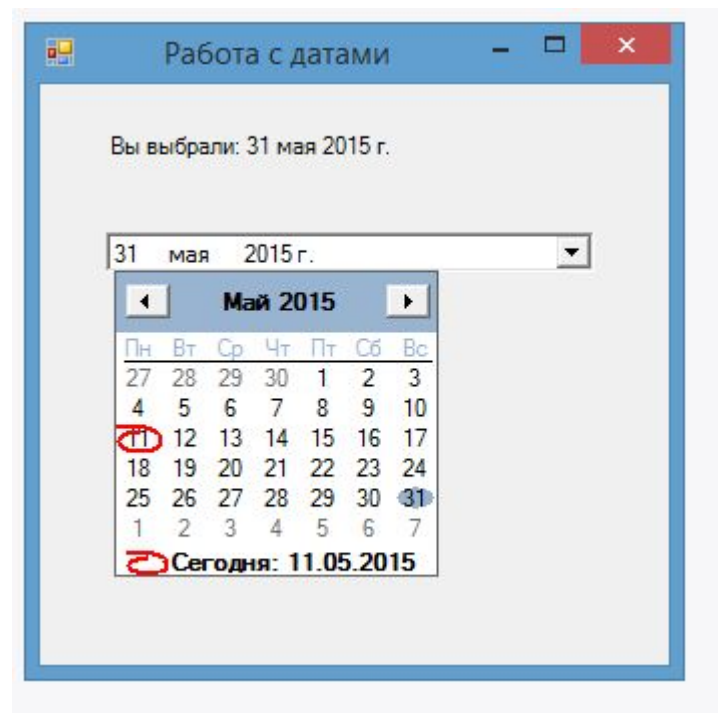 Работа с датами
Вы выбрали: 31 мая 2015 г.
31 мая 2015 г.
Май 2015
Пн Вт Ср Чт Пт Сб Вс
27 28 29 30 1 2 3
4 5 6 7 8 9 10
11 12 13 14 15 16 17
18 19 20 21 22 23 24
25 26 27 28 29 30 31
1 2 3 4 5 6 7
Сегодня: 11.05.2015